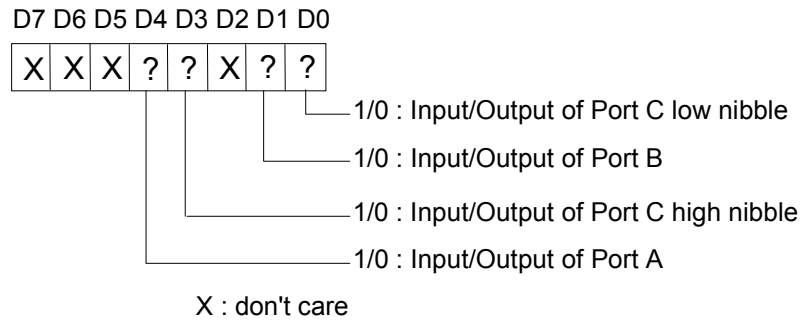 D7 D6 D5 D4 D3 D2 D1 D0
X X X ? ? X ? ?
1/0 : Input/Output of Port C low nibble
1/0 : Input/Output of Port B
1/0 : Input/Output of Port C high nibble
1/0 : Input/Output of Port A
X : don't care